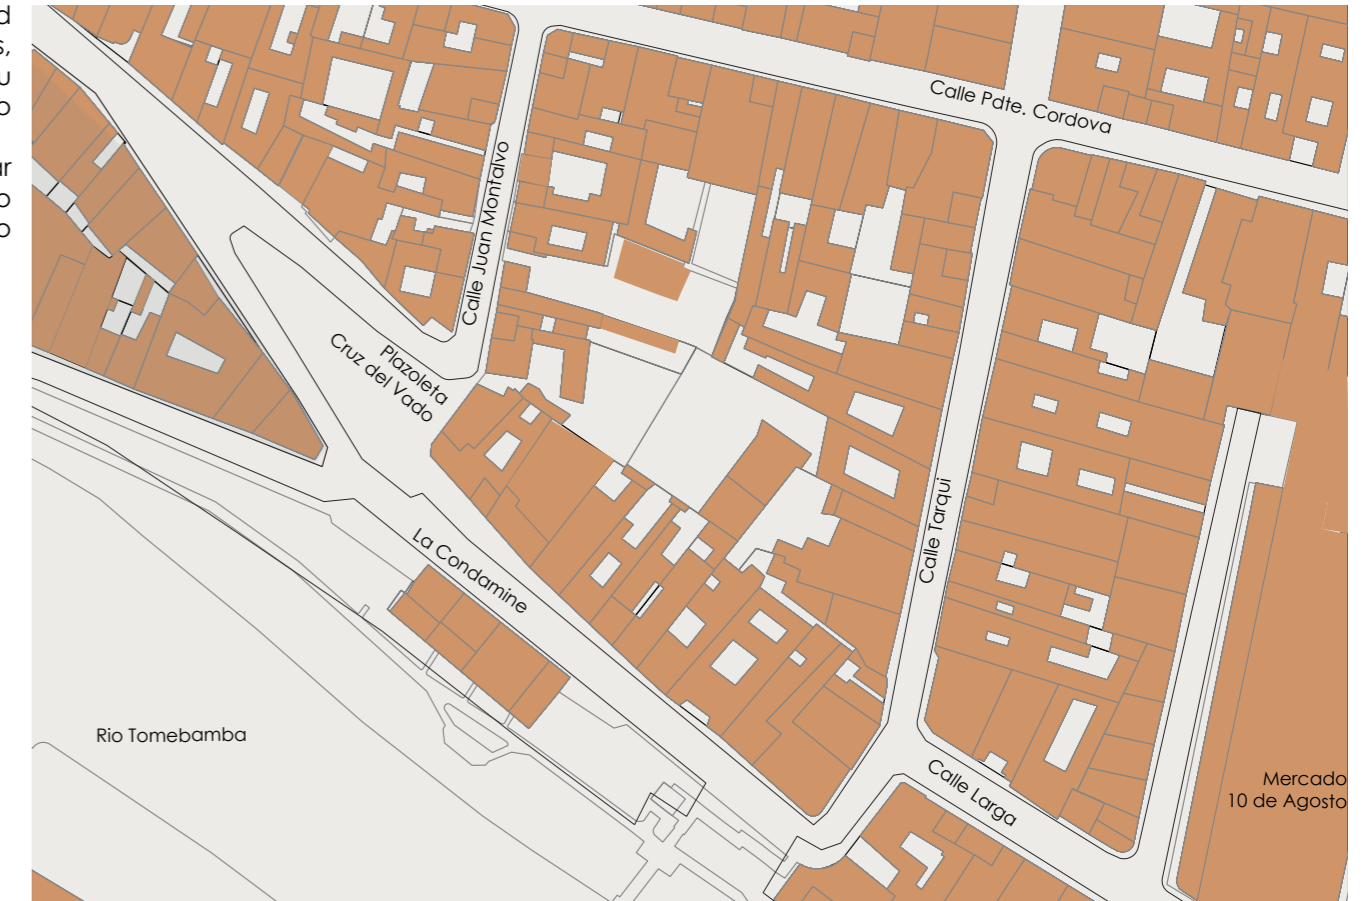 d
s,
u
o
ar
o
o
Calle Pdte. Cordova
Calle Juan Montalvo
Plazoleta
Cruz del Vado
Calle Tarqui
La Condamine
Rio Tomebamba
Calle Larga
Mercado
10 de Agosto